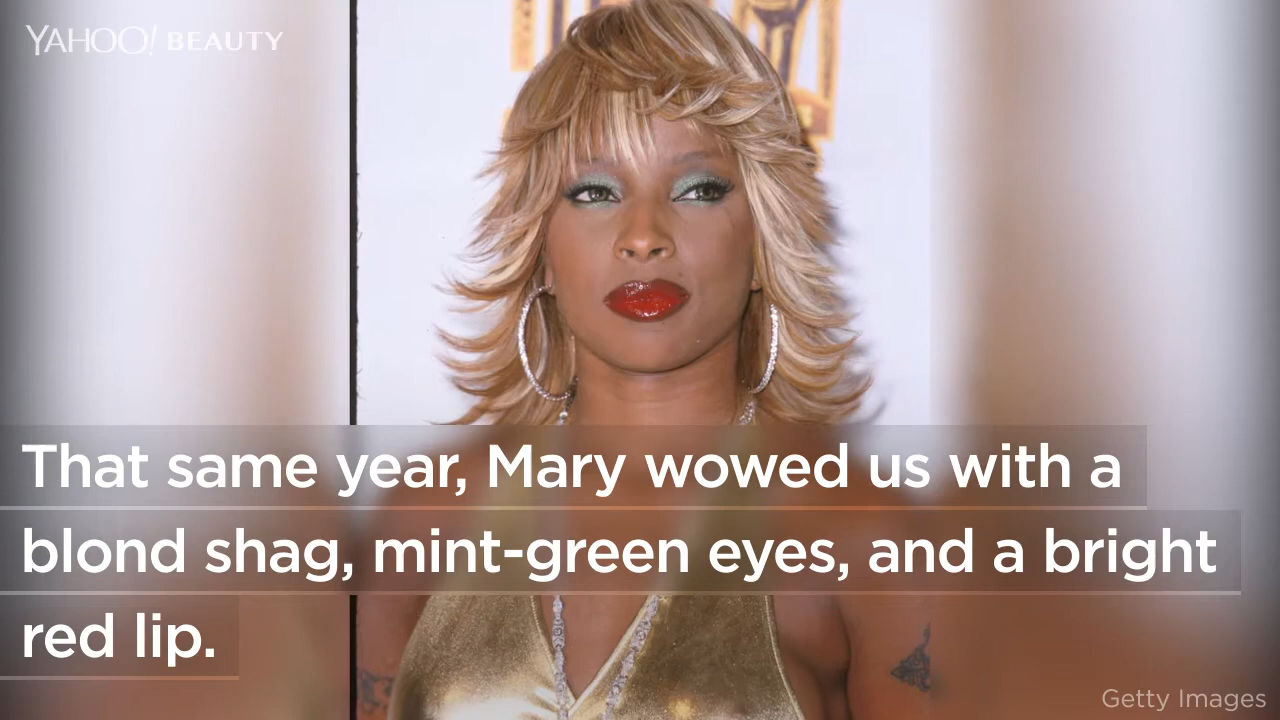 YAHOO! BEAUTY
That same year, Mary wowed us with a
blond shag, mint-green eyes, and a bright
red lip.
Getty Images